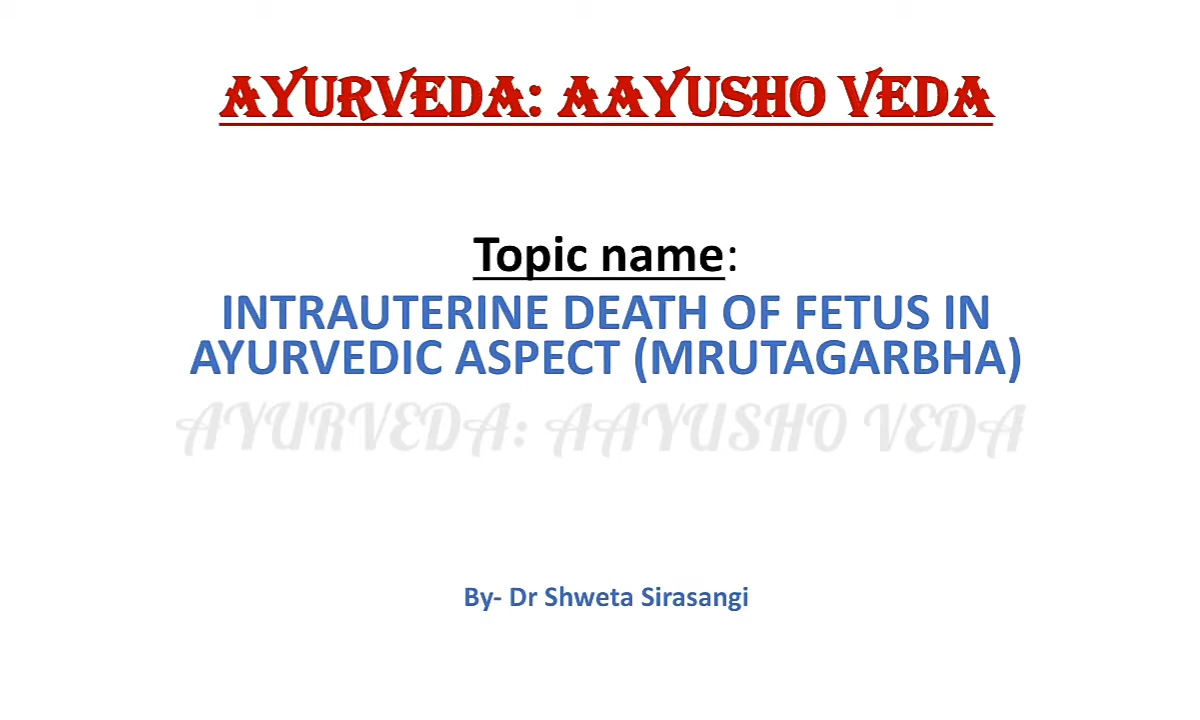 AYURVEDA: AAYUSHO VEDA
Topic name:
INTRAUTERINE DEATH OF FETUS IN
AYURVEDIC ASPECT (MRUTAGARBHA)
AYURVEDA: AAYUSHO VEDA
By- Dr Shweta Sirasangi